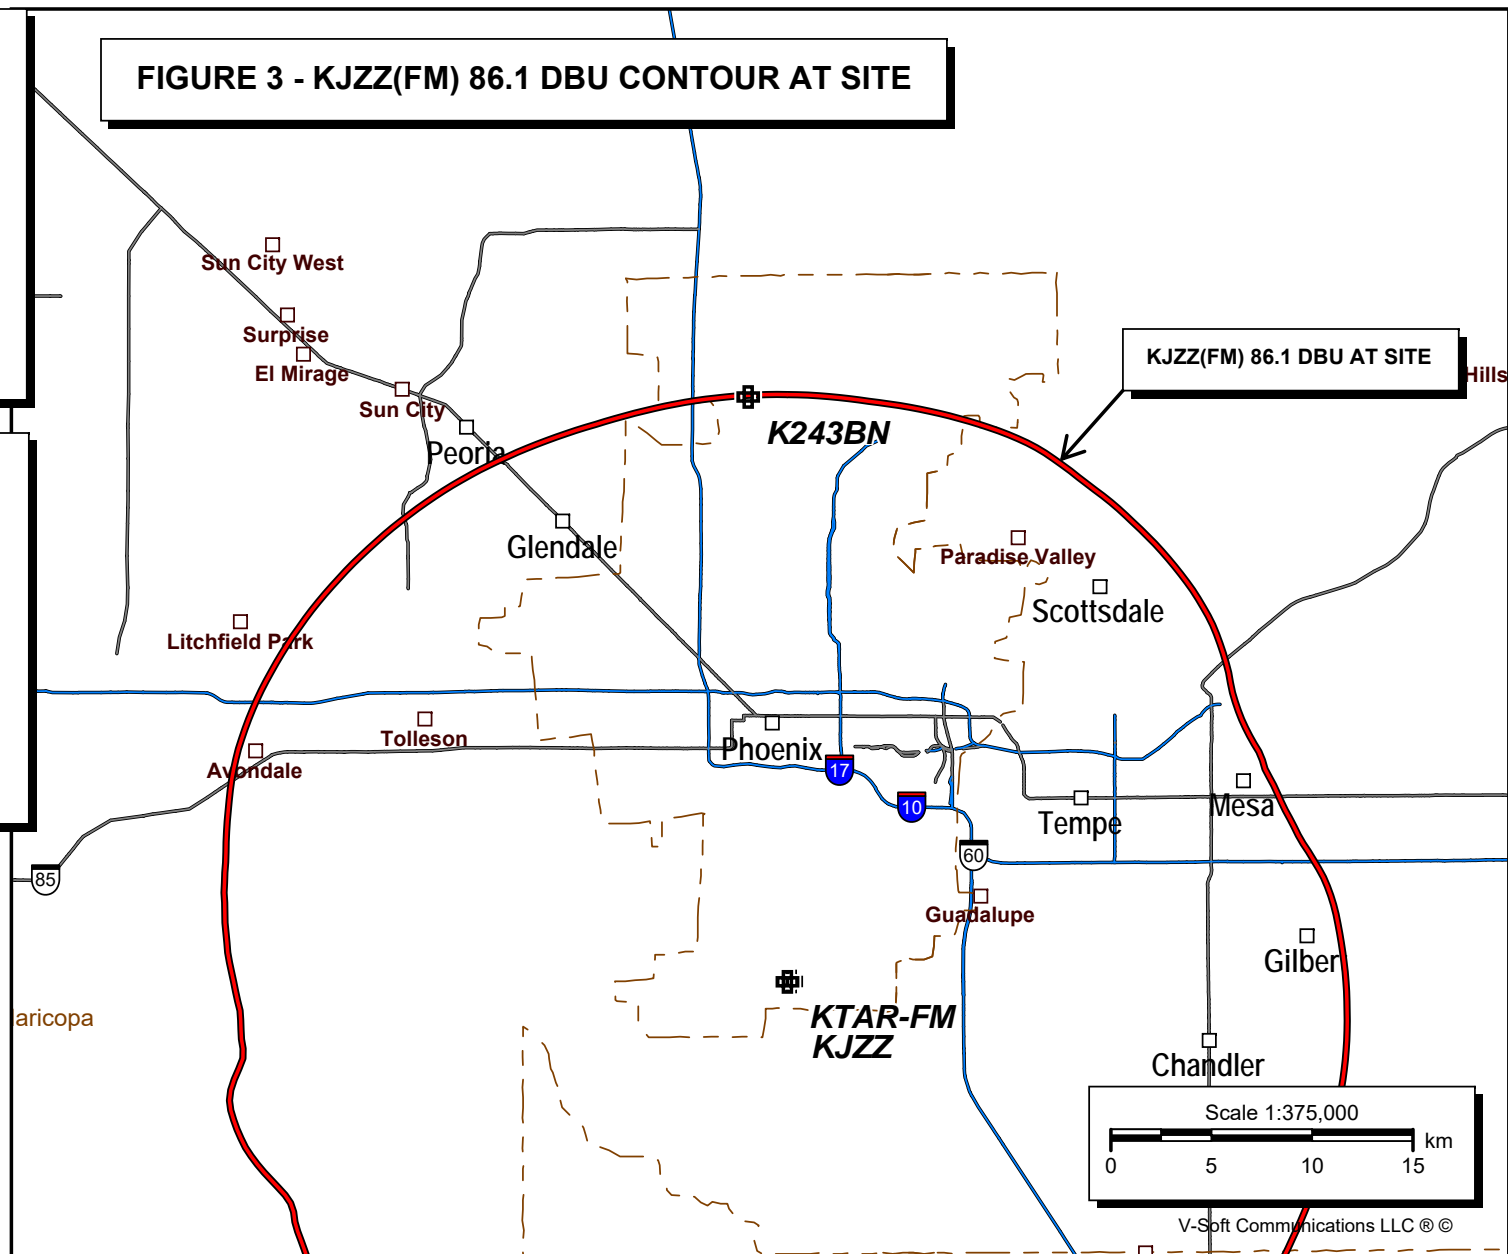 FIGURE 3 - KJZZ(FM) 86.1 DBU CONTOUR AT SITE
Sun City West
Surprise
El Mirage
KJZZ(FM) 86.1 DBU AT SITE
Hills
Sun City
K243BN
Peoria
Glendale
Paradise Valley
Scottsdale
Litchfield Park
Tolleson
Phoenix
Avondale
17
10
Mesa
Tempe
60
85
Guadalupe
Gilber
aricopa
KTAR-FM
KJZZ
Chandler
Scale 1:375,000
km
0 5 10 15
V-Soft Communications LLC ® ©